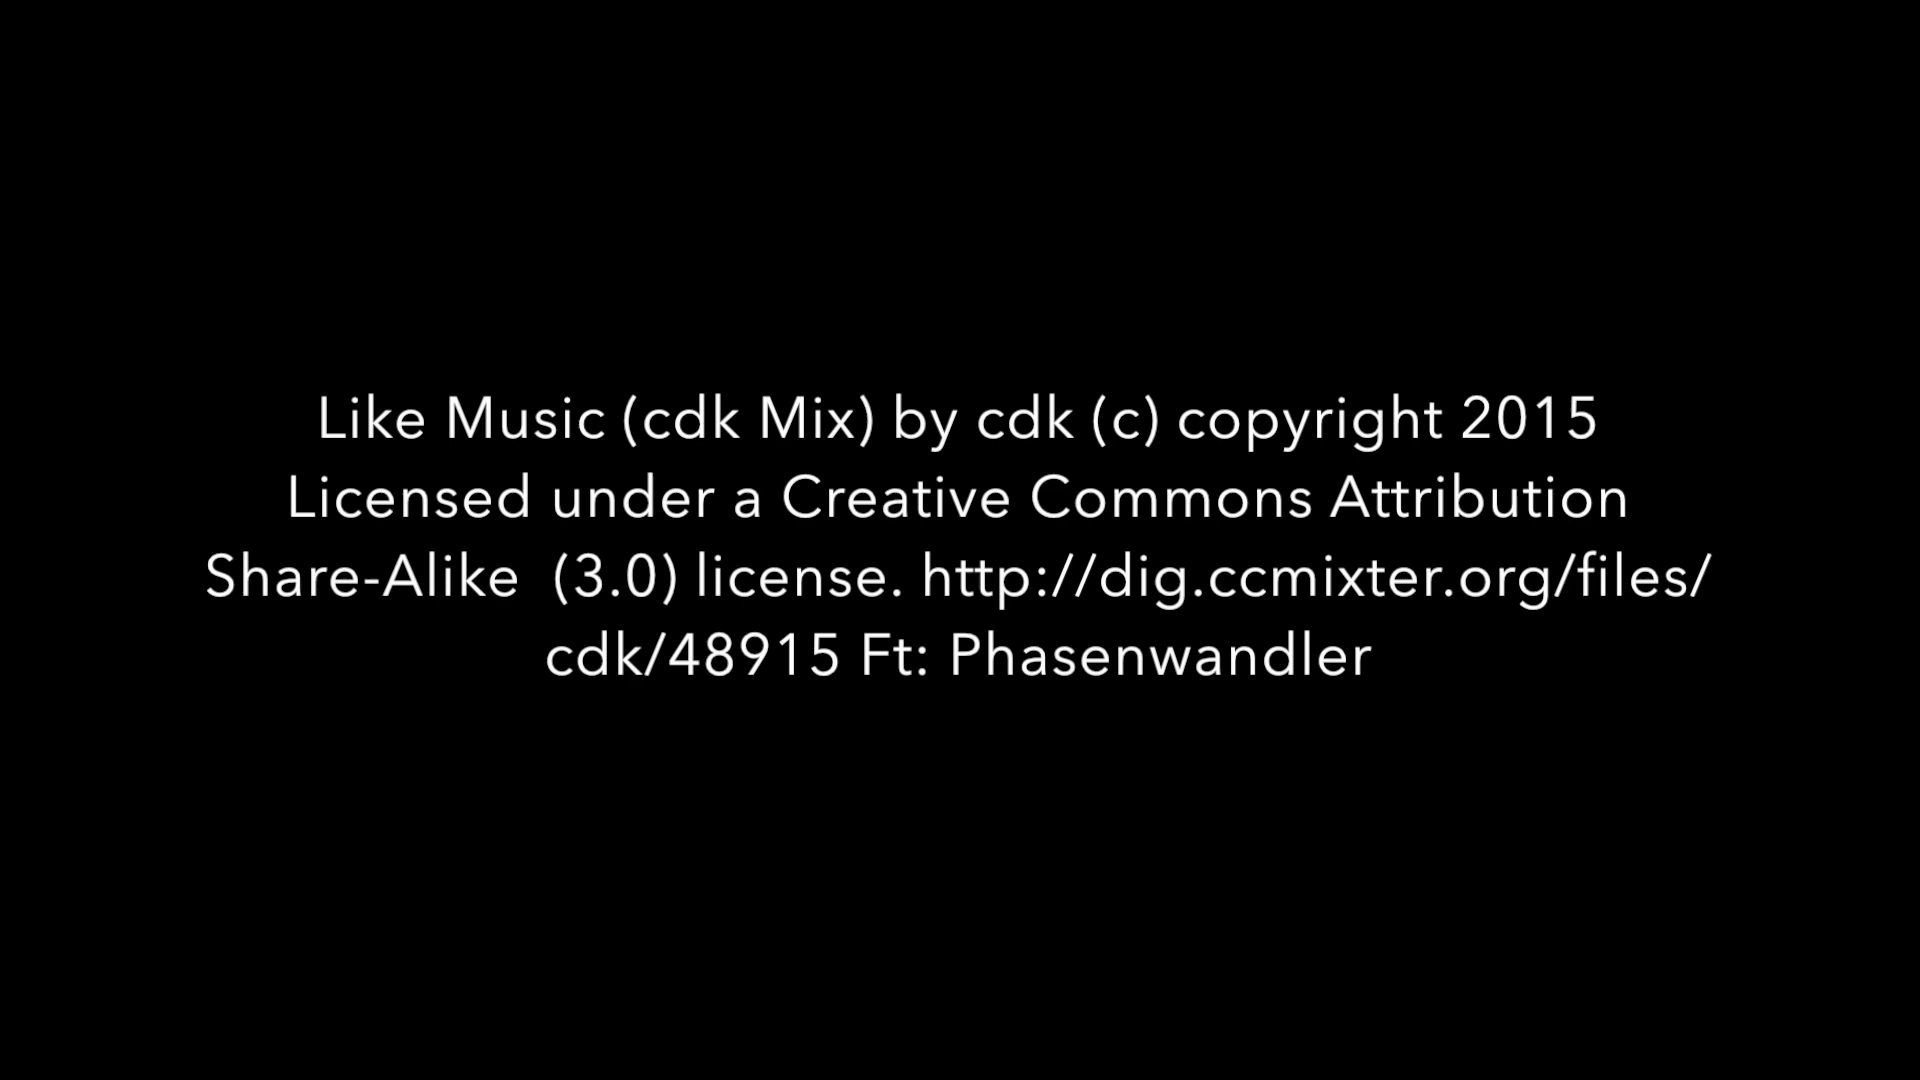 Like Music (cdk Mix) by cdk (c) copyright 2015
Licensed under a Creative Commons Attribution
Share-Alike  (3.0) license. http://dig.ccmixter.org/files/
cdk/48915 Ft: Phasenwandler